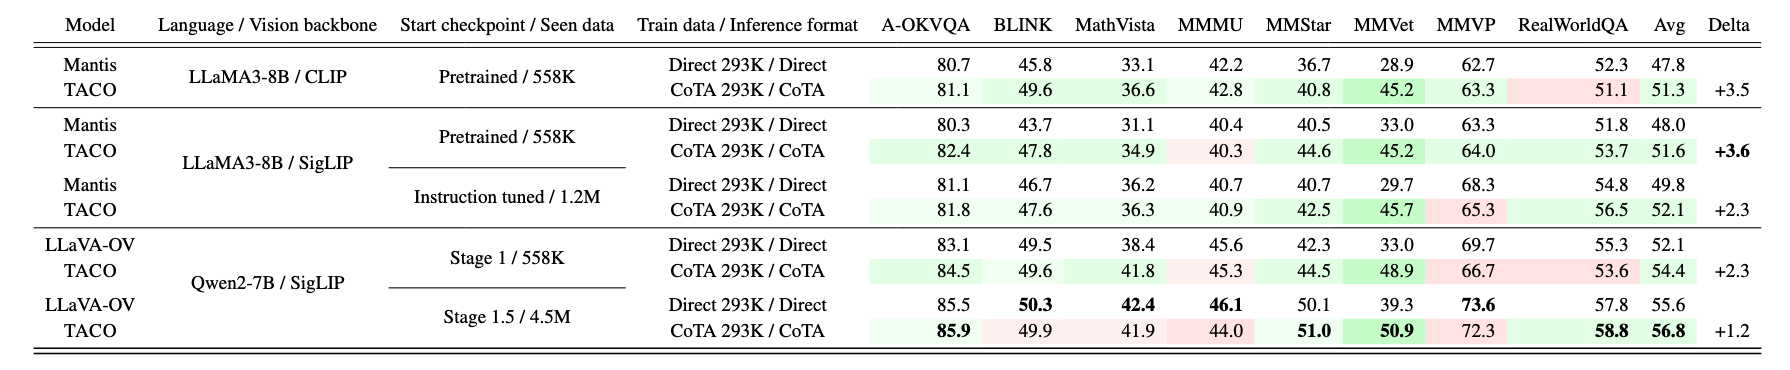 Model Language / Vision backbone Start checkpoint / Seen data Train data / Inference format A-OKVQA BLINK MathVista MMMU MMStar MMVet MMVP RealWorldQA Avg Delta
Mantis LLaMA3-8B / CLIP Pretrained / 558K Direct 293K / Direct 80.7 45.8 33.1 42.2 36.7 28.9 62.7 52.3 47.8
TACO CoTA 293K / CoTA 81.1 49.6 36.6 42.8 40.8 45.2 63.3 51.1 51.3 +3.5
Mantis LLaMA3-8B / SigLIP Pretrained / 558K Direct 293K / Direct 80.3 43.7 31.1 40.4 40.5 33.0 63.3 51.8 48.0
TACO CoTA 293K / CoTA 82.4 47.8 34.9 40.3 44.6 45.2 64.0 53.7 51.6 +3.6
Mantis Instruction tuned / 1.2M Direct 293K / Direct 81.1 46.7 36.2 40.7 40.7 29.7 68.3 54.8 49.8
TACO CoTA 293K / CoTA 81.8 47.6 36.3 40.9 42.5 45.7 65.3 56.5 52.1 +2.3
LLaVA-OV Qwen2-7B / SigLIP Stage 1 / 558K Direct 293K / Direct 83.1 49.5 38.4 45.6 42.3 33.0 69.7 55.3 52.1
TACO CoTA 293K / CoTA 84.5 49.6 41.8 45.3 44.5 48.9 66.7 53.6 54.4 +2.3
LLaVA-OV Stage 1.5 / 4.5M Direct 293K / Direct 85.5 50.3 42.4 46.1 50.1 39.3 73.6 57.8 55.6
TACO CoTA 293K / CoTA 85.9 49.9 41.9 44.0 51.0 50.9 72.3 58.8 56.8 +1.2